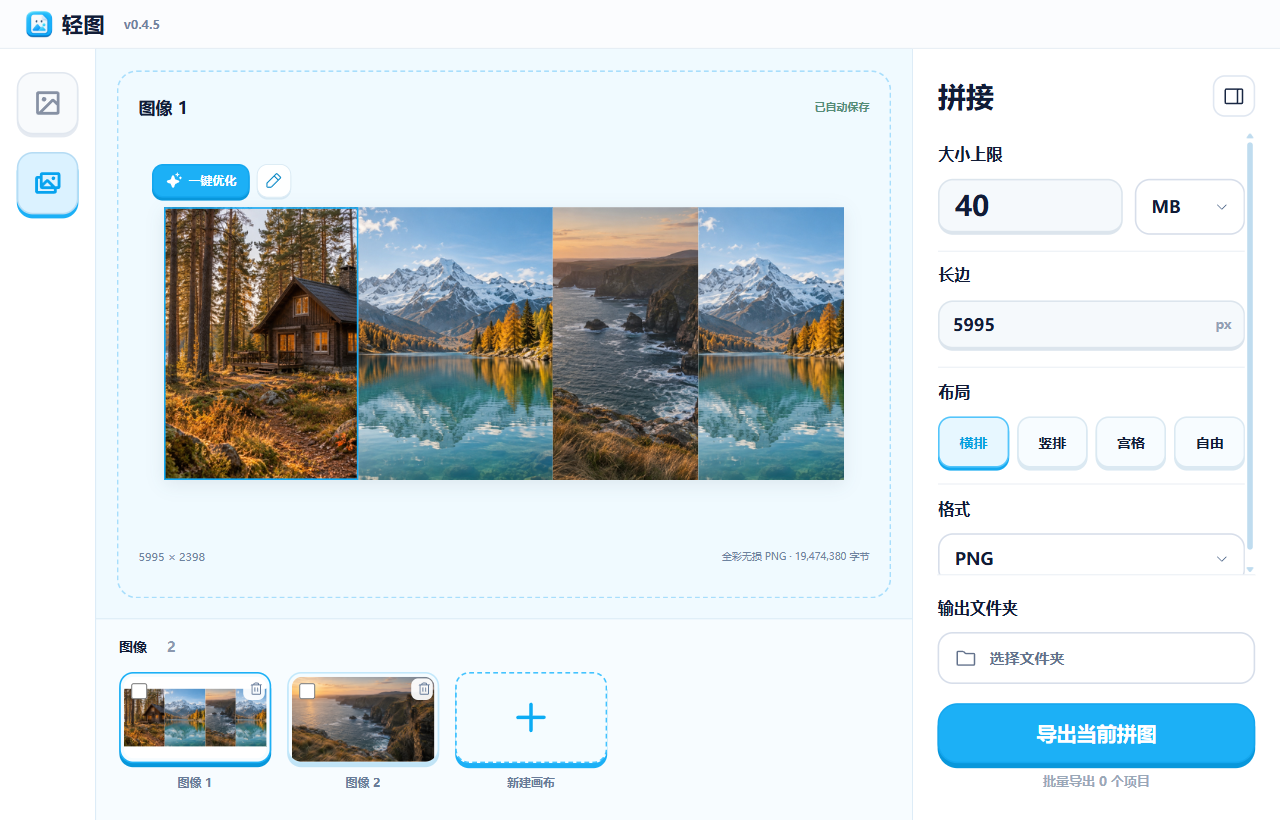 轻图 v0.4.5
图像 1
已自动保存
一键优化
5995 × 2398
全彩无损 PNG · 19,474,380 字节
图像 2
图像 1
图像 2
新建画布
拼接
大小上限
40
MB
长边
5995 px
布局
横排 竖排 宫格 自由
格式
PNG
输出文件夹
选择文件夹
导出当前拼图
批量导出 0 个项目